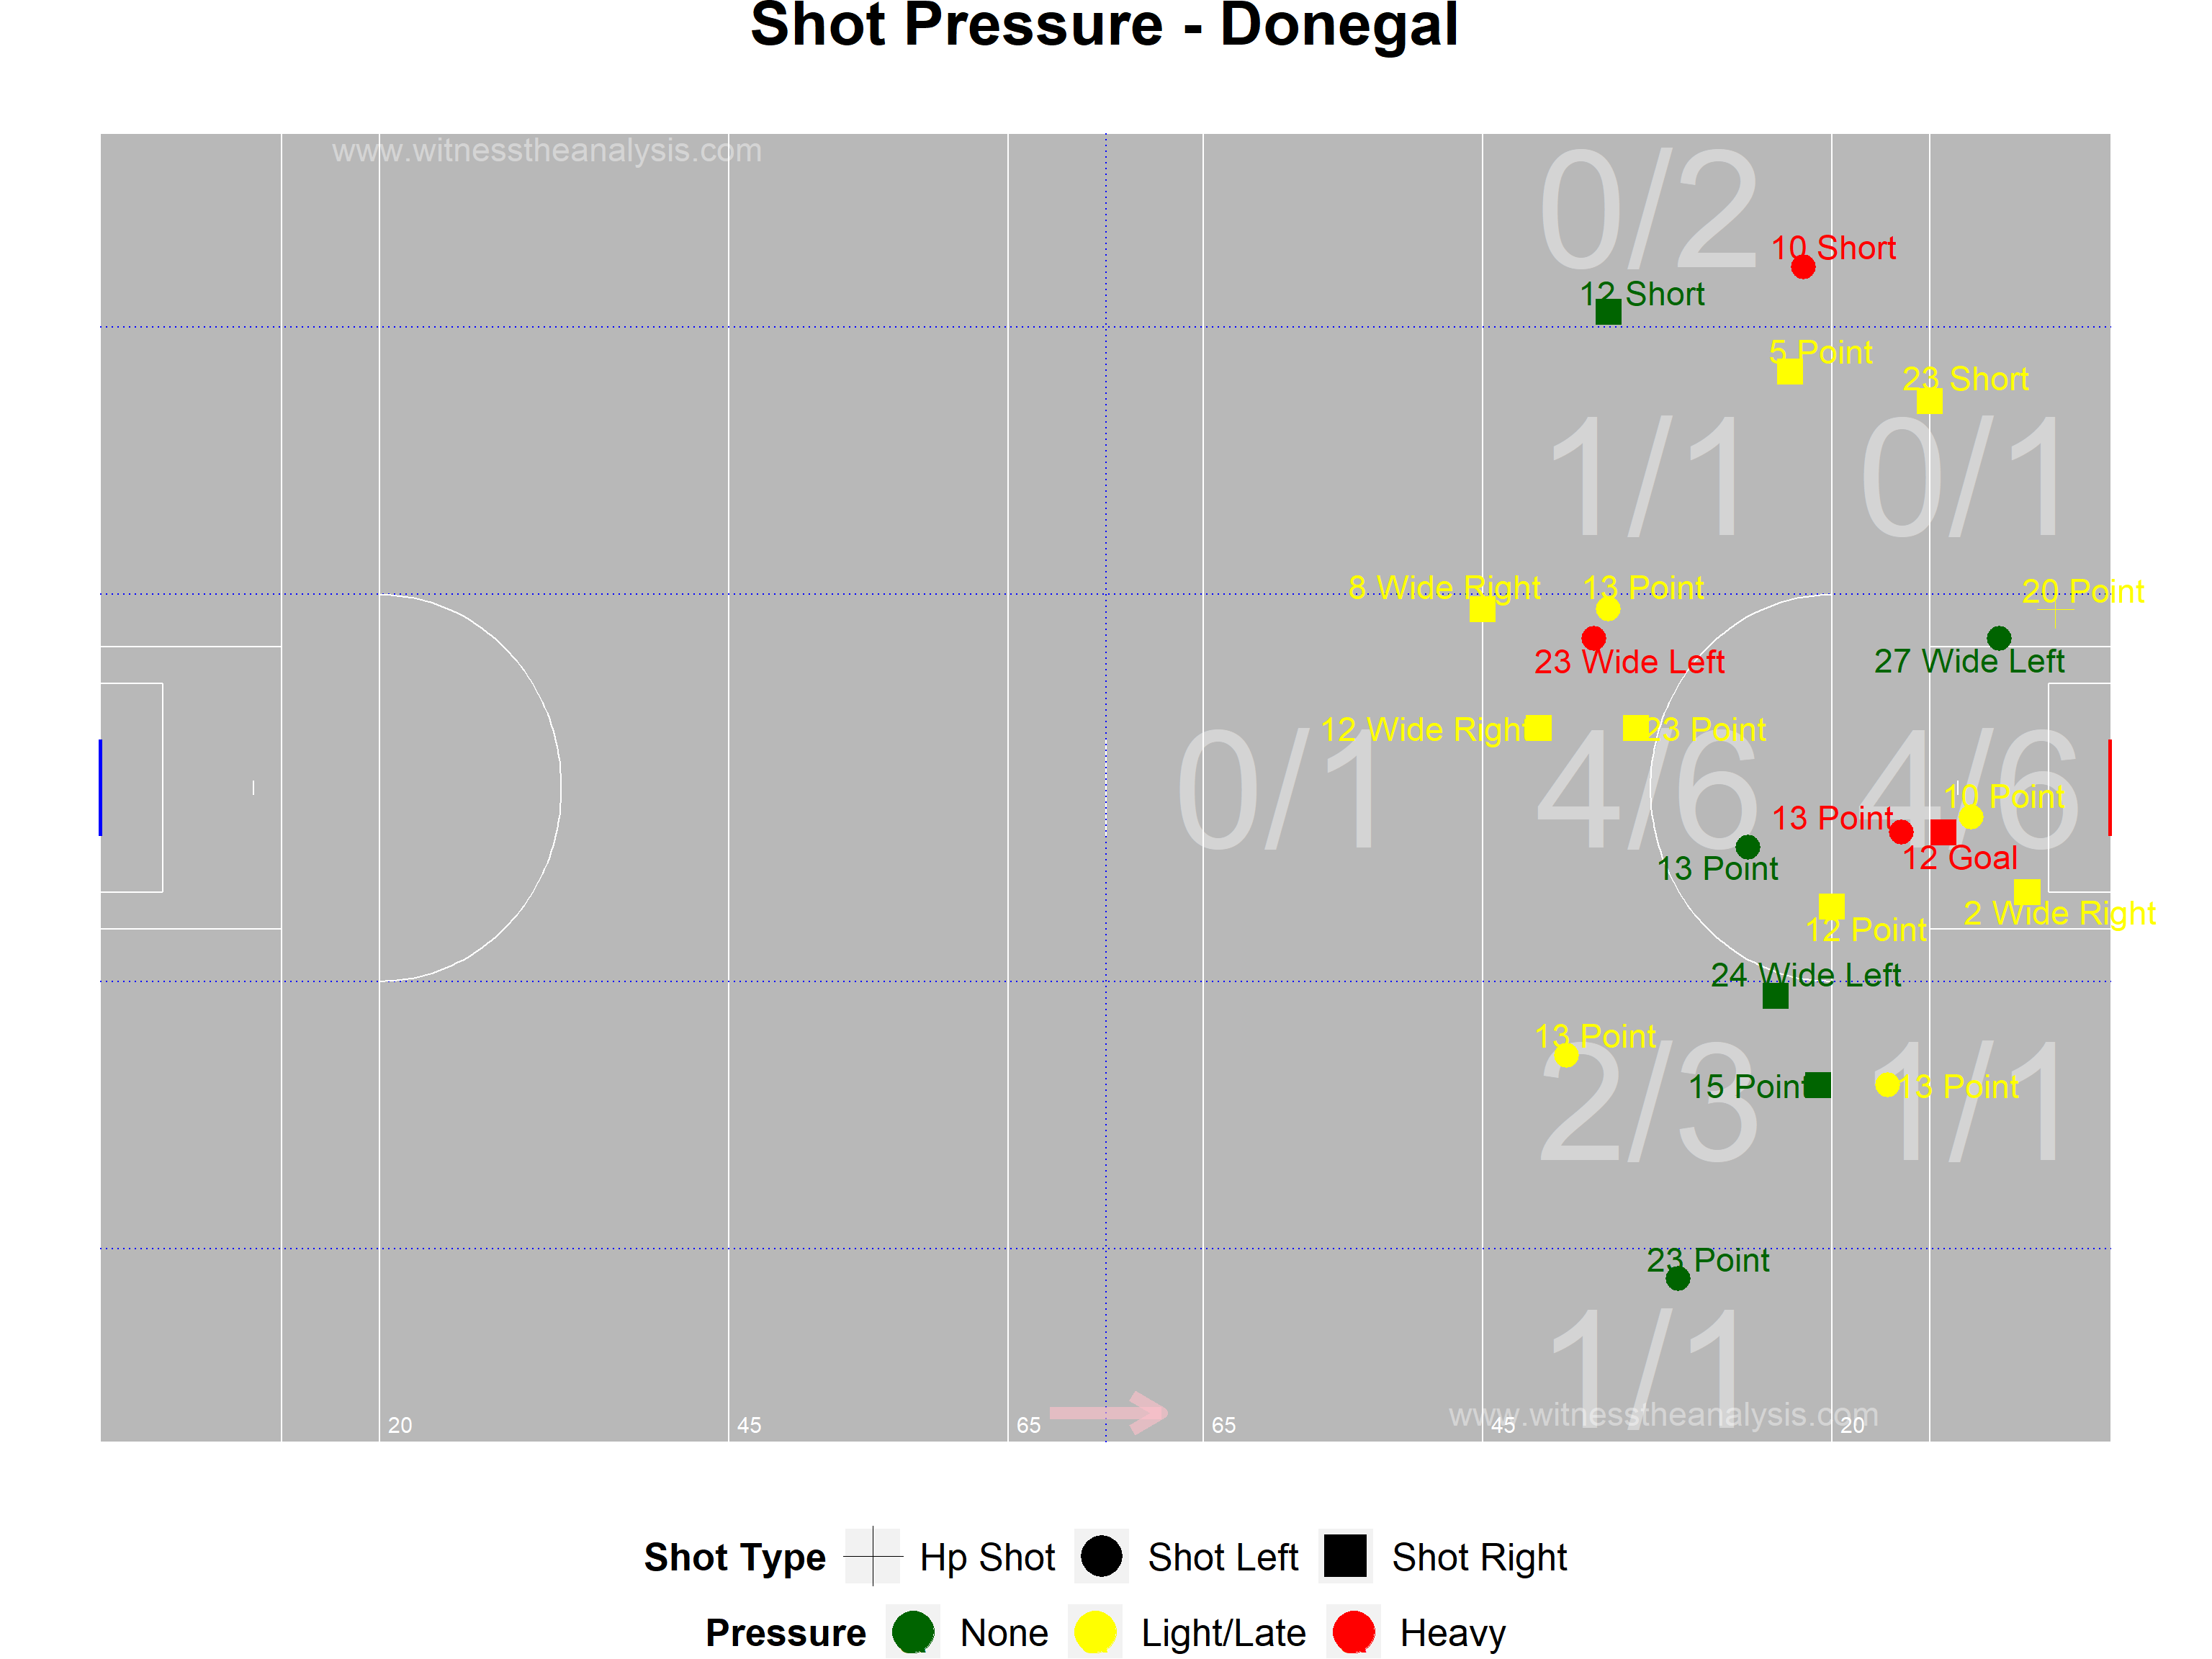 Shot Pressure - Donegal
www.witnesstheanalysis.com
0/2
10 Short
12 Short
5 Point
23 Short
1/1
0/1
8 Wide Right
13 Point
20 Point
23 Wide Left
27 Wide Left
12 Wide Right
23 Point
0/1
4/6
4/6
10 Point
13 Point
12 Goal
13 Point
2 Wide Right
12 Point
24 Wide Left
13 Point
15 Point
13 Point
2/3
1/1
23 Point
1/1
www.witnesstheanalysis.com
20 45 65 65 45 20
Shot Type Hp Shot Shot Left Shot Right
Pressure None Light/Late Heavy